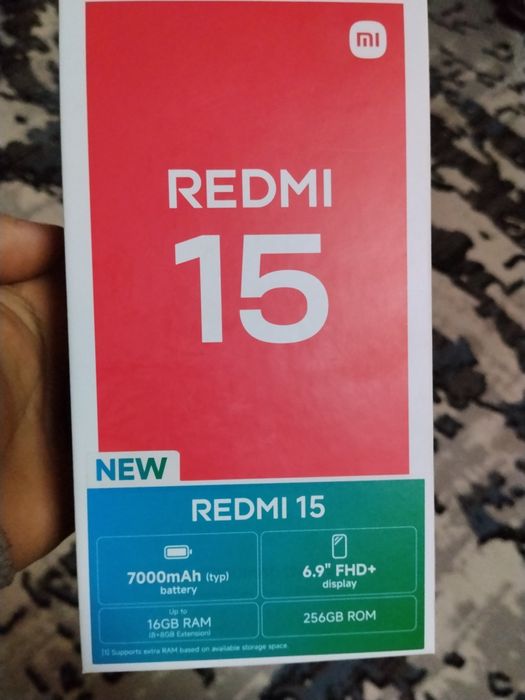 mi
REDMI
15
NEW
REDMI 15
7000mAh (typ)
battery
6.9" FHD+
display
Up to
16GB RAM
(8+8GB Extension)
256GB ROM
[1] Supports extra RAM based on available storage space.